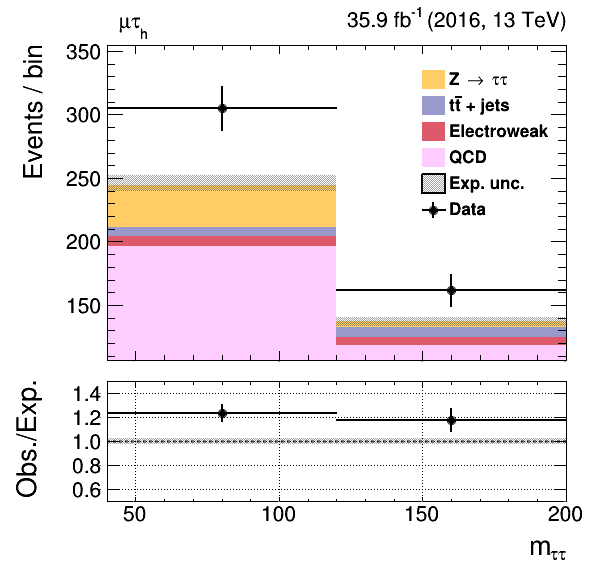 μτh 35.9 fb-1 (2016, 13 TeV)
Events / bin
350
300
250
200
150
Z → ττ
tt̄ + jets
Electroweak
QCD
Exp. unc.
Data
Obs./Exp.
1.4
1.2
1.0
0.8
0.6
50 100 150 200
mττ